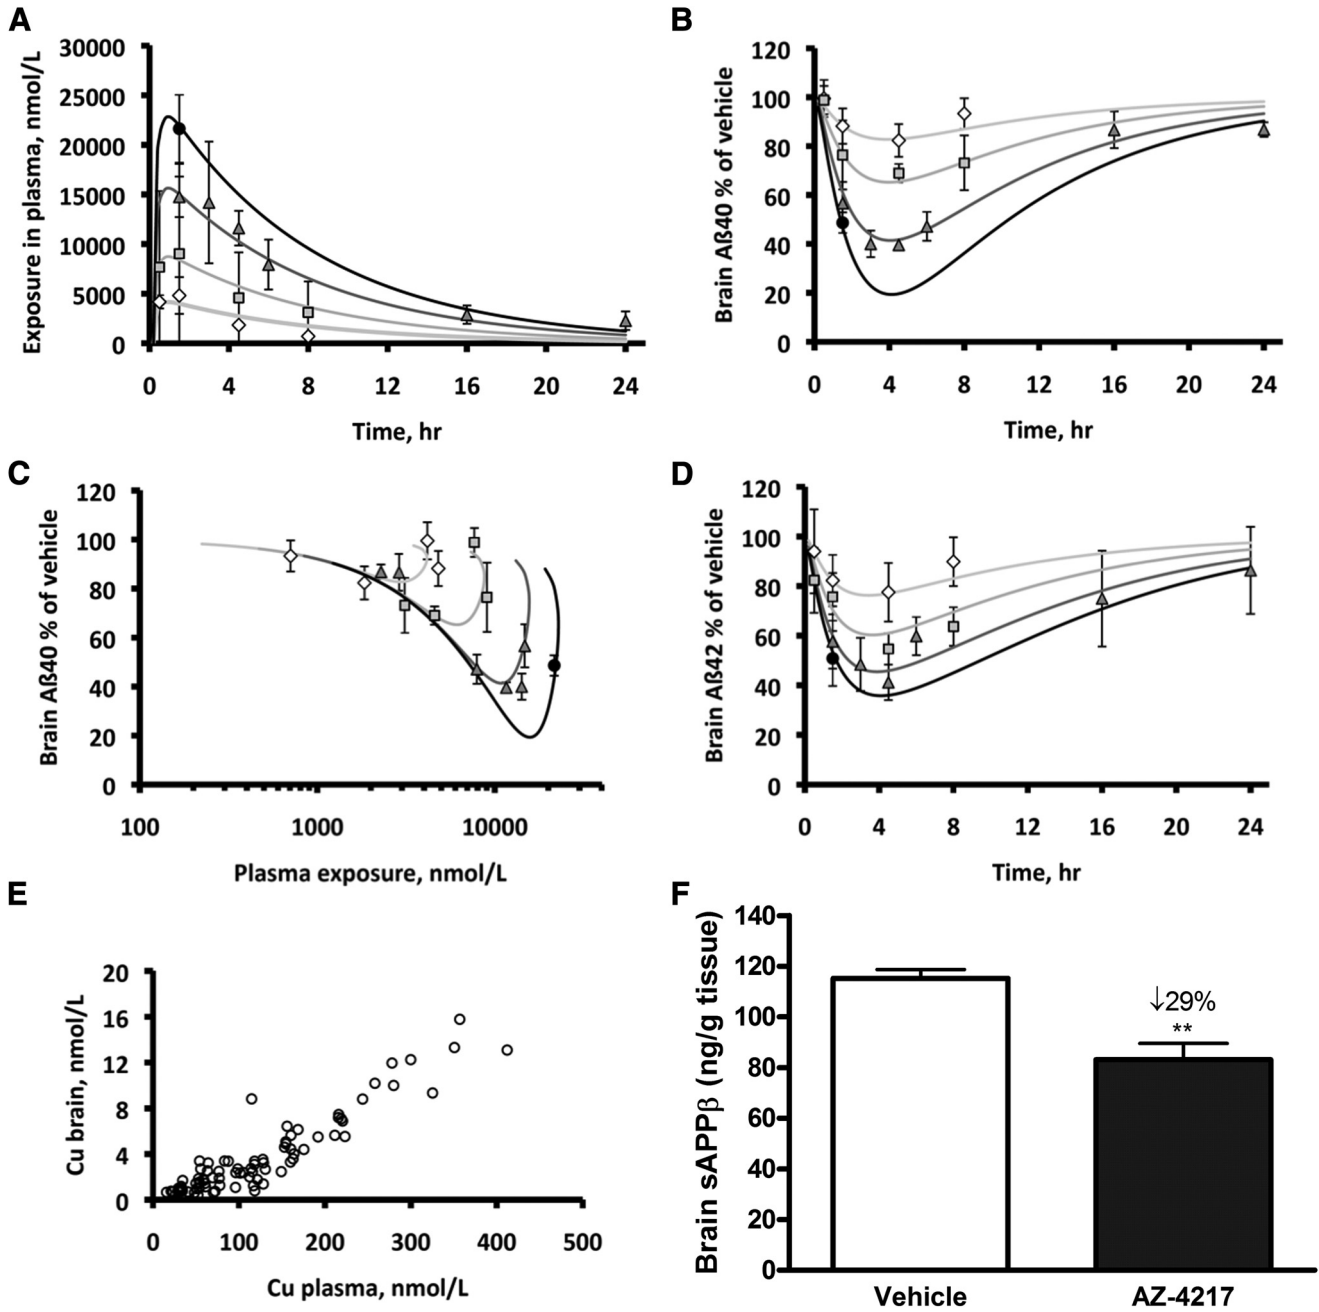 A
Exposure in plasma, nmol/L
30000
25000
20000
15000
10000
5000
0
0 4 8 12 16 20 24
Time, hr
B
Brain Aß40 % of vehicle
120
100
80
60
40
20
0
0 4 8 12 16 20 24
Time, hr
C
Brain Aß40 % of vehicle
120
100
80
60
40
20
0
100 1000 10000
Plasma exposure, nmol/L
D
Brain Aß42 % of vehicle
120
100
80
60
40
20
0
0 4 8 12 16 20 24
Time, hr
E
Cu brain, nmol/L
20
16
12
8
4
0
0 100 200 300 400 500
Cu plasma, nmol/L
F
Brain sAPPβ (ng/g tissue)
140
120
100
80
60
40
20
0
↓29%
**
Vehicle AZ-4217